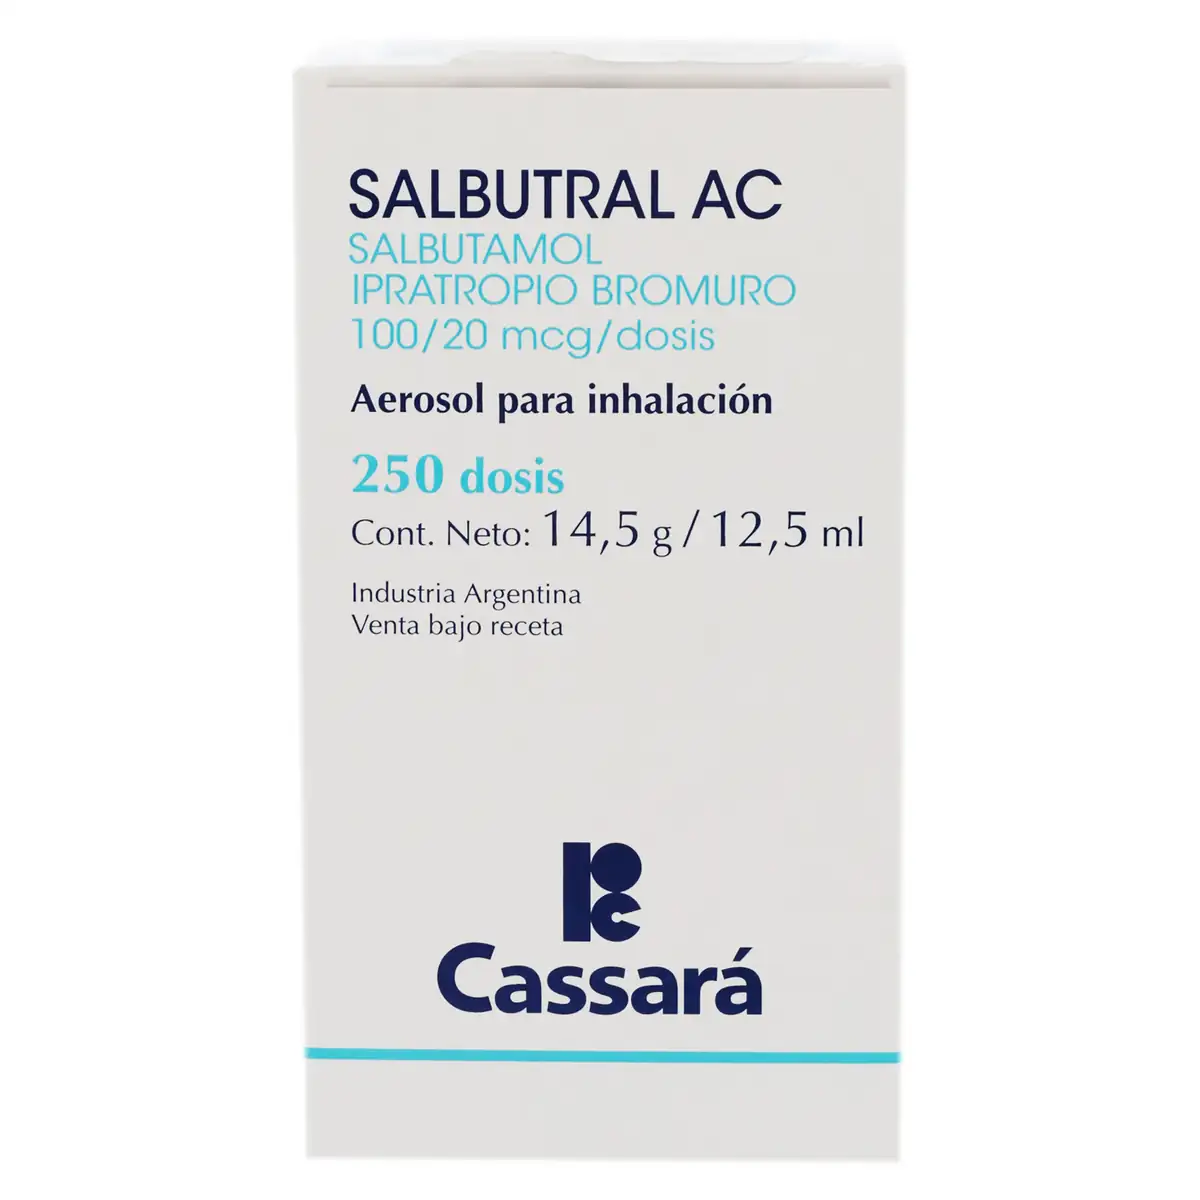 SALBUTRAL AC
SALBUTAMOL
IPRATROPIO BROMURO
100/20 mcg/dosis
Aerosol para inhalación
250 dosis
Cont. Neto: 14,5 g / 12,5 ml
Industria Argentina
Venta bajo receta
Cassará